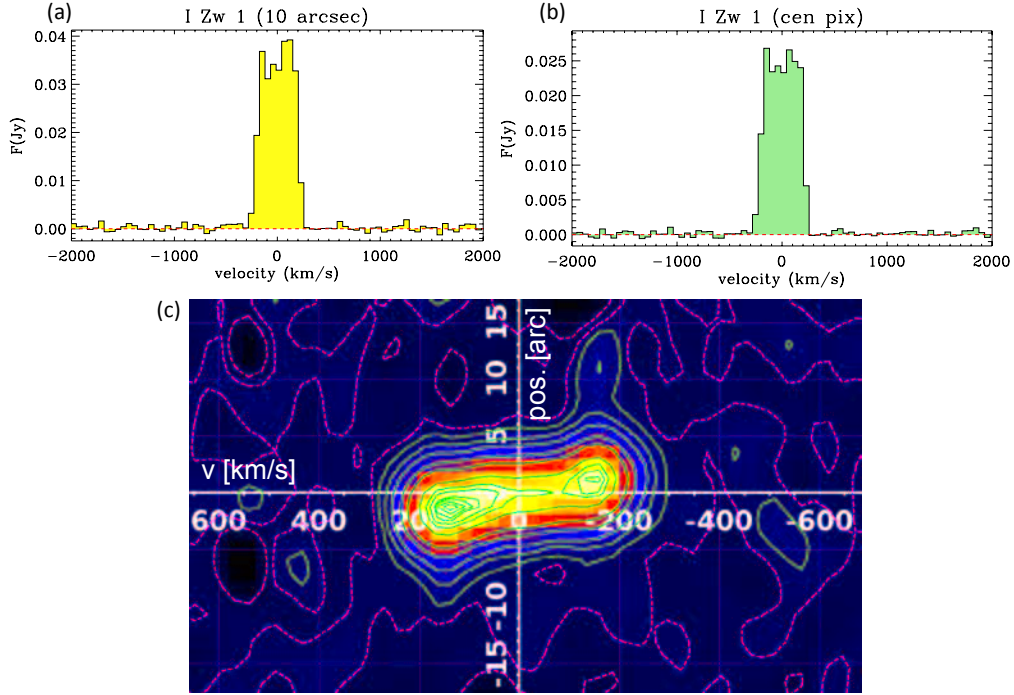 (a)
I Zw 1 (10 arcsec)
F(Jy)
0.04
0.03
0.02
0.01
0.00
−2000 −1000 0 1000 2000
velocity (km/s)
(b)
I Zw 1 (cen pix)
F(Jy)
0.025
0.020
0.015
0.010
0.005
0.000
−2000 −1000 0 1000 2000
velocity (km/s)
(c)
pos. [arc]
15
10
5
v [km/s]
600 400 200 0 -200 -400 -600
-10
-15